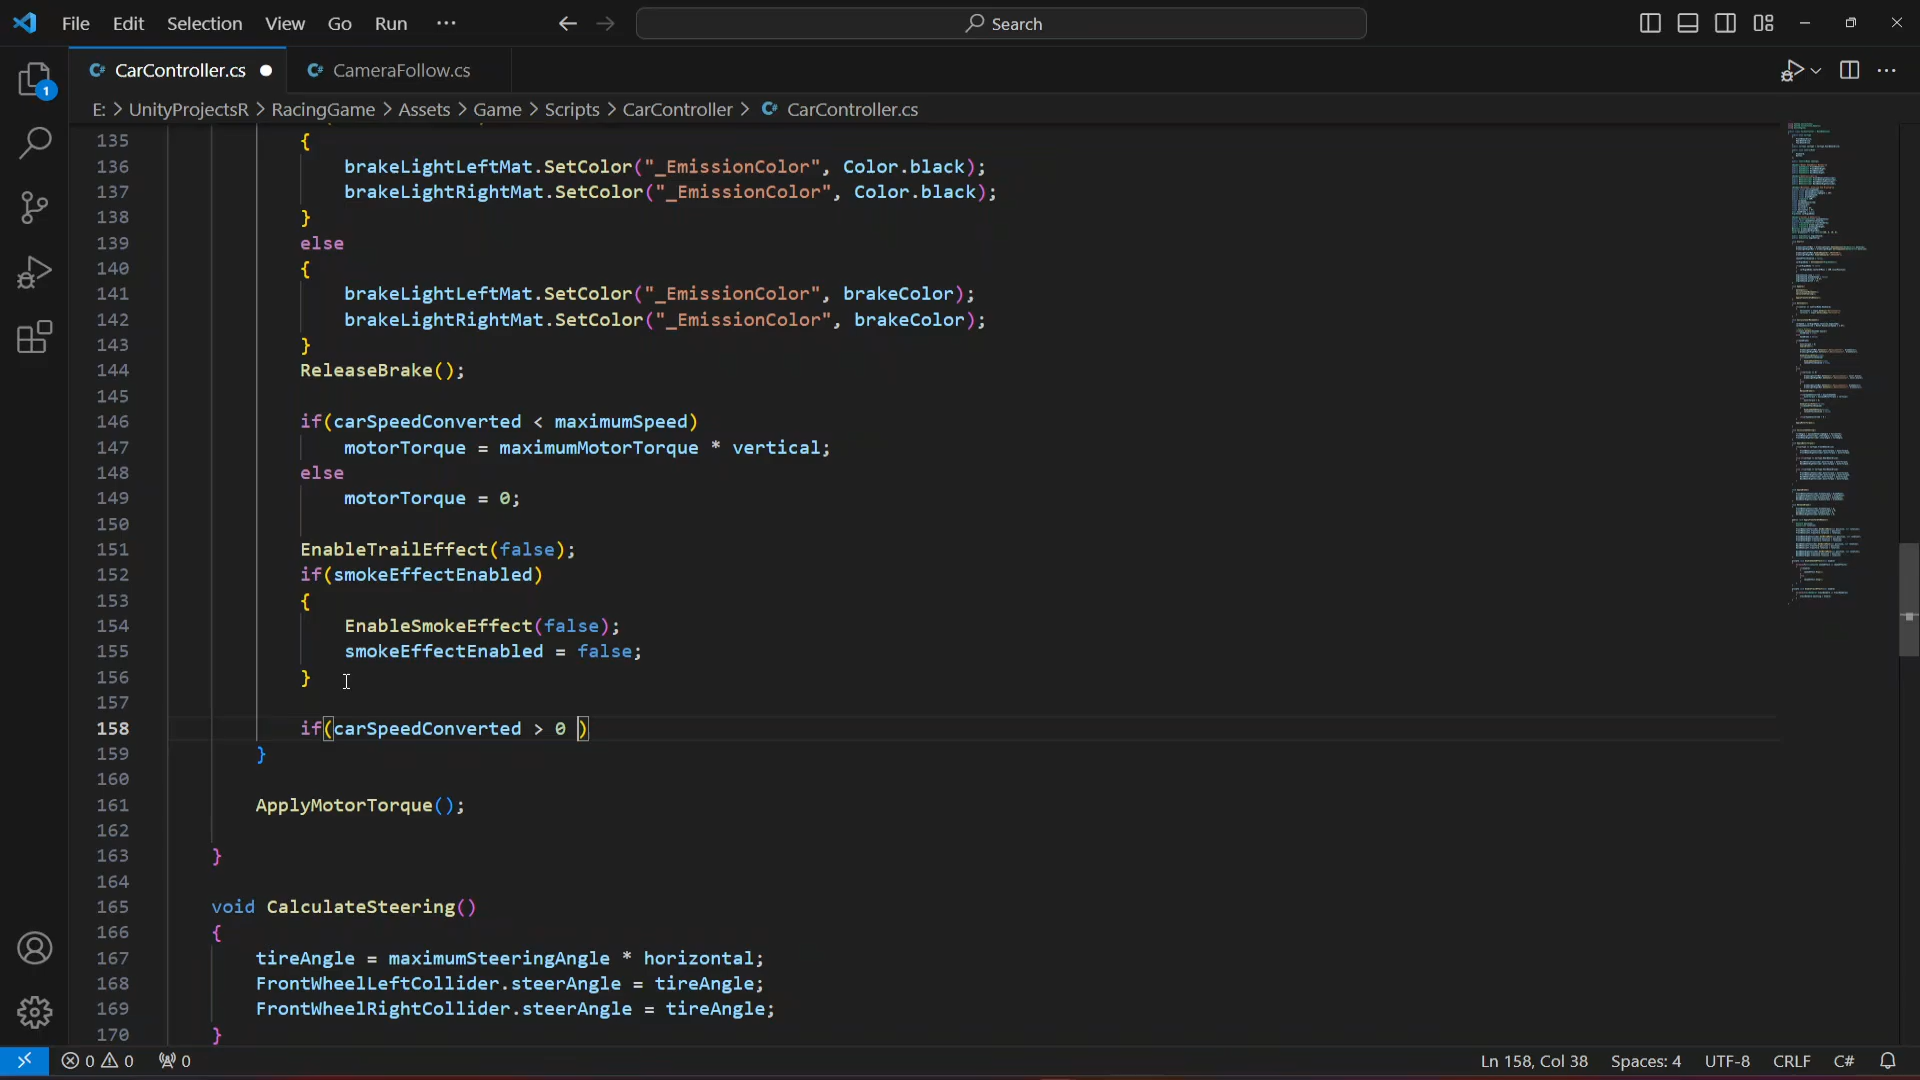 File Edit Selection View Go Run ··· Search
CarController.cs CameraFollow.cs
E: > UnityProjectsR > RacingGame > Assets > Game > Scripts > CarController > CarController.cs
1
135 {
136 brakeLightLeftMat.SetColor("_EmissionColor", Color.black);
137 brakeLightRightMat.SetColor("_EmissionColor", Color.black);
138 }
139 else
140 {
141 brakeLightLeftMat.SetColor("_EmissionColor", brakeColor);
142 brakeLightRightMat.SetColor("_EmissionColor", brakeColor);
143 }
144 ReleaseBrake();
145
146 if(carSpeedConverted < maximumSpeed)
147 motorTorque = maximumMotorTorque * vertical;
148 else
149 motorTorque = 0;
150
151 EnableTrailEffect(false);
152 if(smokeEffectEnabled)
153 {
154 EnableSmokeEffect(false);
155 smokeEffectEnabled = false;
156 }
157
158 if(carSpeedConverted > 0 )
159 }
160
161 ApplyMotorTorque();
162
163 }
164
165 void CalculateSteering()
166 {
167 tireAngle = maximumSteeringAngle * horizontal;
168 FrontWheelLeftCollider.steerAngle = tireAngle;
169 FrontWheelRightCollider.steerAngle = tireAngle;
170 }
0 0 0 Ln 158, Col 38 Spaces: 4 UTF-8 CRLF C#